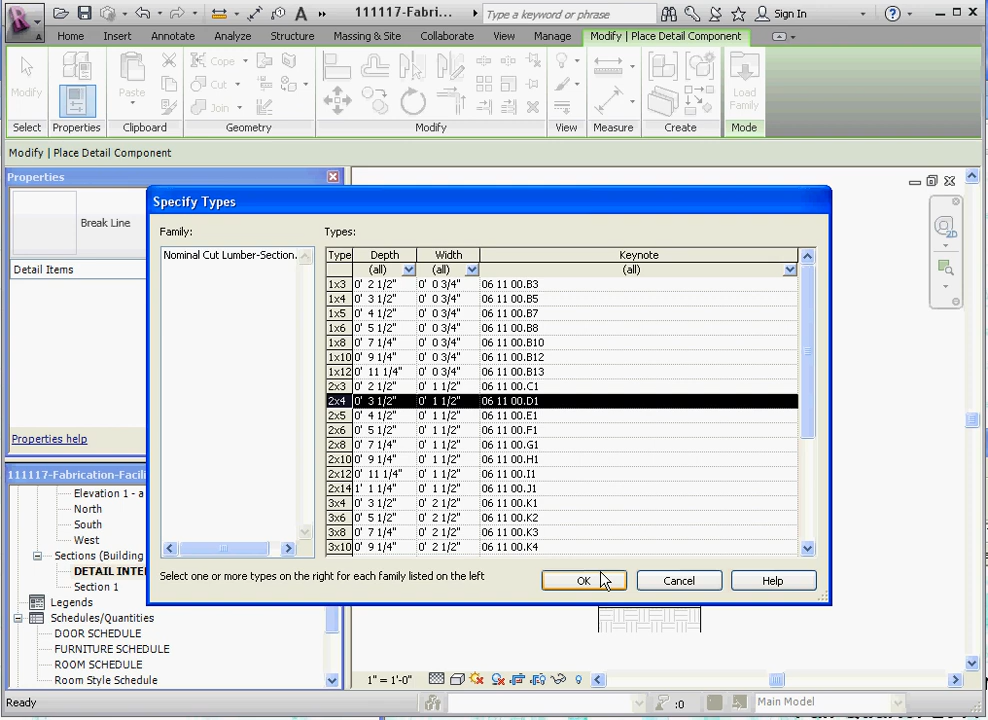 111117-Fabri... Type a keyword or phrase Sign In
Home Insert Annotate Analyze Structure Massing & Site Collaborate View Manage Modify | Place Detail Component
Modify Paste Cope Cut Join Load Family
Select Properties Clipboard Geometry Modify View Measure Create Mode
Modify | Place Detail Component
Properties
Break Line
Detail Items
Properties help
111117-Fabrication-Facili
Elevation 1 - a
North
South
West
Sections (Building
DETAIL INTE
Section 1
Legends
Schedules/Quantities
DOOR SCHEDULE
FURNITURE SCHEDULE
ROOM SCHEDULE
Room Style Schedule
Specify Types
Family: Types:
Nominal Cut Lumber-Section.
Type Depth Width Keynote
(all) (all) (all)
1x3 0' 2 1/2" 0' 0 3/4" 06 11 00.B3
1x4 0' 3 1/2" 0' 0 3/4" 06 11 00.B5
1x5 0' 4 1/2" 0' 0 3/4" 06 11 00.B7
1x6 0' 5 1/2" 0' 0 3/4" 06 11 00.B8
1x8 0' 7 1/4" 0' 0 3/4" 06 11 00.B10
1x10 0' 9 1/4" 0' 0 3/4" 06 11 00.B12
1x12 0' 11 1/4" 0' 0 3/4" 06 11 00.B13
2x3 0' 2 1/2" 0' 1 1/2" 06 11 00.C1
2x4 0' 3 1/2" 0' 1 1/2" 06 11 00.D1
2x5 0' 4 1/2" 0' 1 1/2" 06 11 00.E1
2x6 0' 5 1/2" 0' 1 1/2" 06 11 00.F1
2x8 0' 7 1/4" 0' 1 1/2" 06 11 00.G1
2x10 0' 9 1/4" 0' 1 1/2" 06 11 00.H1
2x12 0' 11 1/4" 0' 1 1/2" 06 11 00.I1
2x14 1' 1 1/4" 0' 1 1/2" 06 11 00.J1
3x4 0' 3 1/2" 0' 2 1/2" 06 11 00.K1
3x6 0' 5 1/2" 0' 2 1/2" 06 11 00.K2
3x8 0' 7 1/4" 0' 2 1/2" 06 11 00.K3
3x10 0' 9 1/4" 0' 2 1/2" 06 11 00.K4
Select one or more types on the right for each family listed on the left
OK Cancel Help
2D
1" = 1'-0"
Ready :0 Main Model